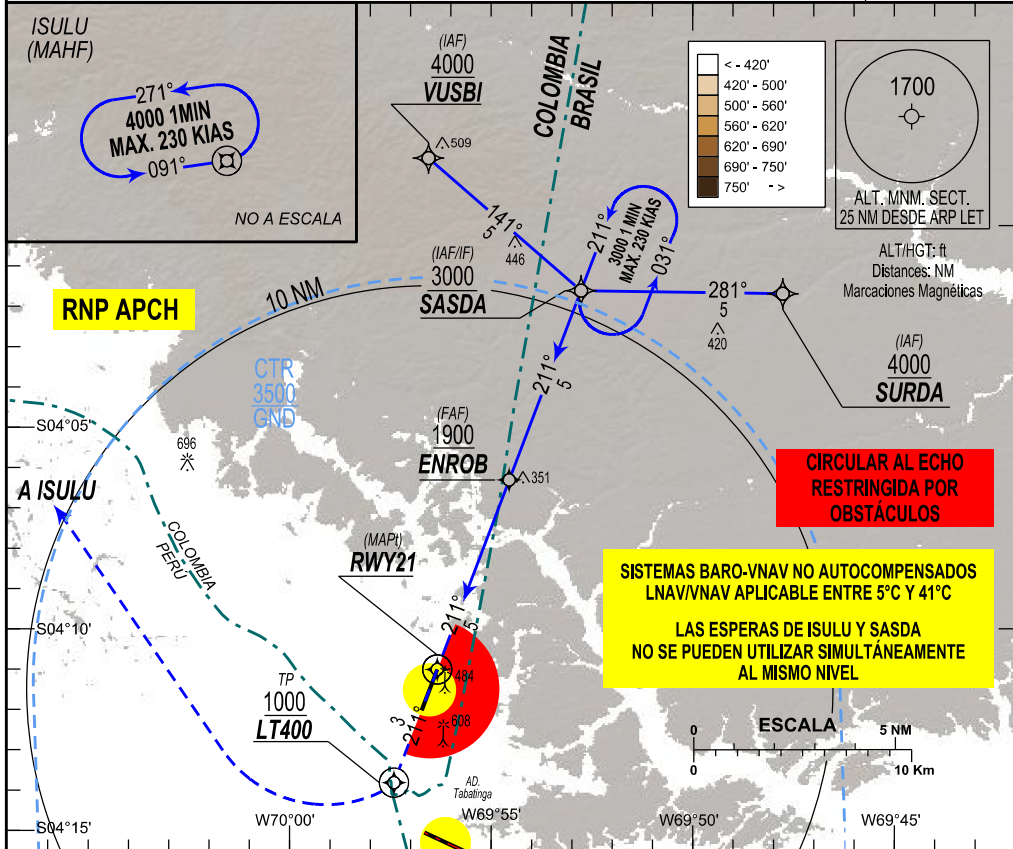 ISULU
(MAHF)
271°
4000 1MIN
MAX. 230 KIAS
091°
NO A ESCALA
(IAF)
4000
VUSBI
509
COLOMBIA
BRASIL
< - 420'
420' - 500'
500' - 560'
560' - 620'
620' - 690'
690' - 750'
750' - >
1700
ALT. MNM. SECT.
25 NM DESDE ARP LET
ALT/HGT: ft
Distances: NM
Marcaciones Magnéticas
141°
5
446
211°
3000 1 MIN
MAX. 230 KIAS
031°
(IAF/IF)
3000
SASDA
281°
5
420
(IAF)
4000
SURDA
RNP APCH
10 NM
CTR
3500
GND
211°
5
S04°05'
696
(FAF)
1900
ENROB
351
A ISULU
COLOMBIA
PERÚ
CIRCULAR AL ECHO
RESTRINGIDA POR
OBSTÁCULOS
(MAPt)
RWY21
SISTEMAS BARO-VNAV NO AUTOCOMPENSADOS
LNAV/VNAV APLICABLE ENTRE 5°C Y 41°C
LAS ESPERAS DE ISULU Y SASDA
NO SE PUEDEN UTILIZAR SIMULTÁNEAMENTE
AL MISMO NIVEL
S04°10'
211°
5
484
TP
1000
LT400
3
211°
608
ESCALA
0 5 NM
0 10 Km
AD.
Tabatinga
S04°15'
W70°00'
W69°55'
W69°50'
W69°45'